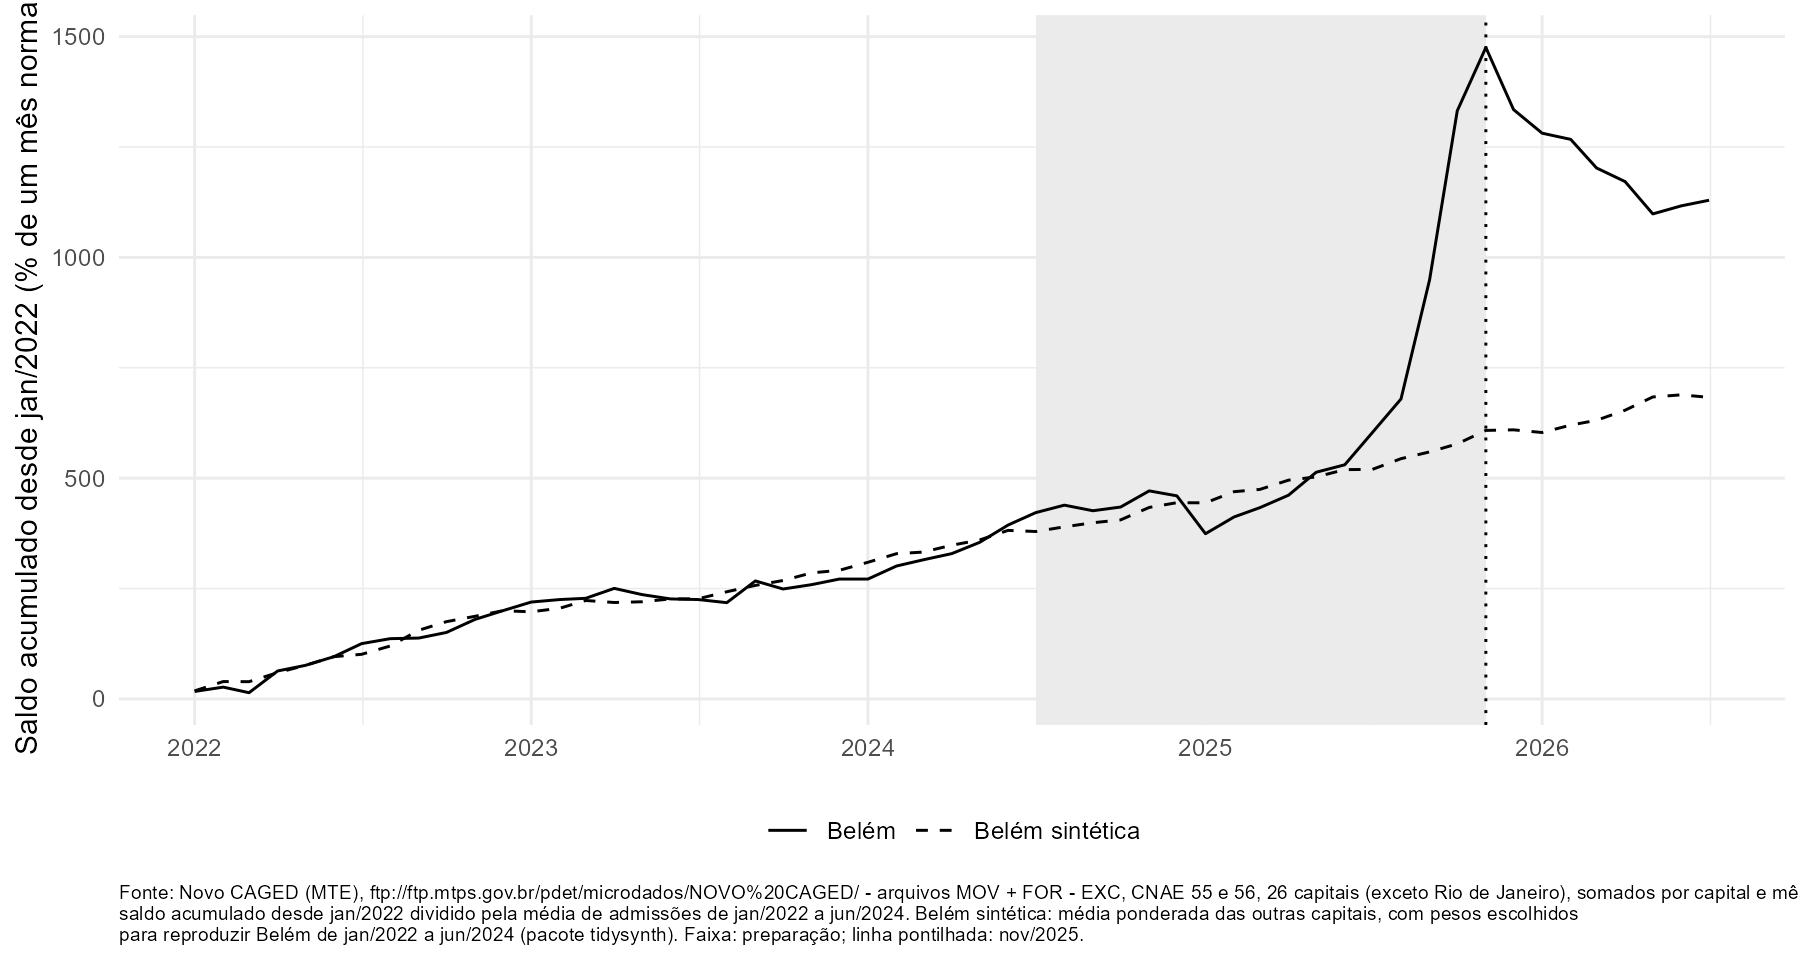 Saldo acumulado desde jan/2022 (% de um mês norma
1500
1000
500
0
2022 2023 2024 2025 2026
Belém Belém sintética
Fonte: Novo CAGED (MTE), ftp://ftp.mtps.gov.br/pdet/microdados/NOVO%20CAGED/ - arquivos MOV + FOR - EXC, CNAE 55 e 56, 26 capitais (exceto Rio de Janeiro), somados por capital e mê
saldo acumulado desde jan/2022 dividido pela média de admissões de jan/2022 a jun/2024. Belém sintética: média ponderada das outras capitais, com pesos escolhidos
para reproduzir Belém de jan/2022 a jun/2024 (pacote tidysynth). Faixa: preparação; linha pontilhada: nov/2025.